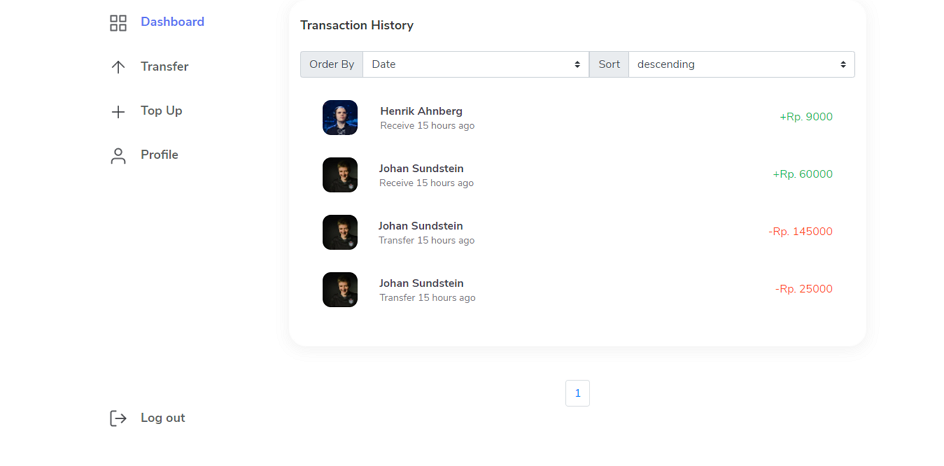 Dashboard
Transfer
Top Up
Profile
Log out
Transaction History
Order By Date Sort descending
Henrik Ahnberg
Receive 15 hours ago
+Rp. 9000
Johan Sundstein
Receive 15 hours ago
+Rp. 60000
Johan Sundstein
Transfer 15 hours ago
-Rp. 145000
Johan Sundstein
Transfer 15 hours ago
-Rp. 25000
1